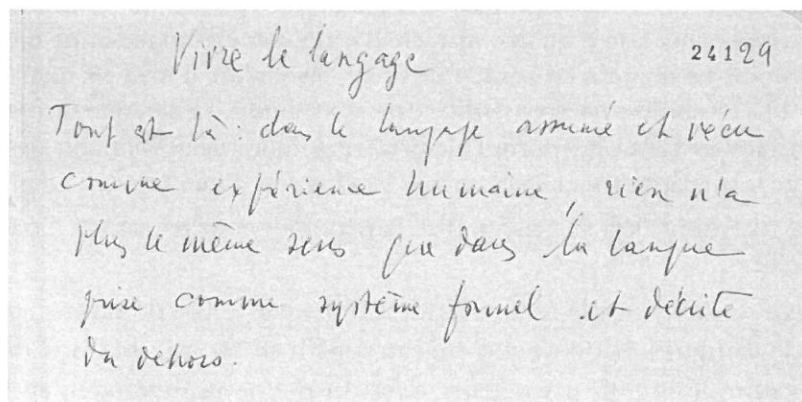 Vivre le langage
24129
Tout est là : dans le langage assumé et vécu
comme expérience humaine, rien n'a
plus le même sens que dans la langue
prise comme système formel et décrite
du dehors.